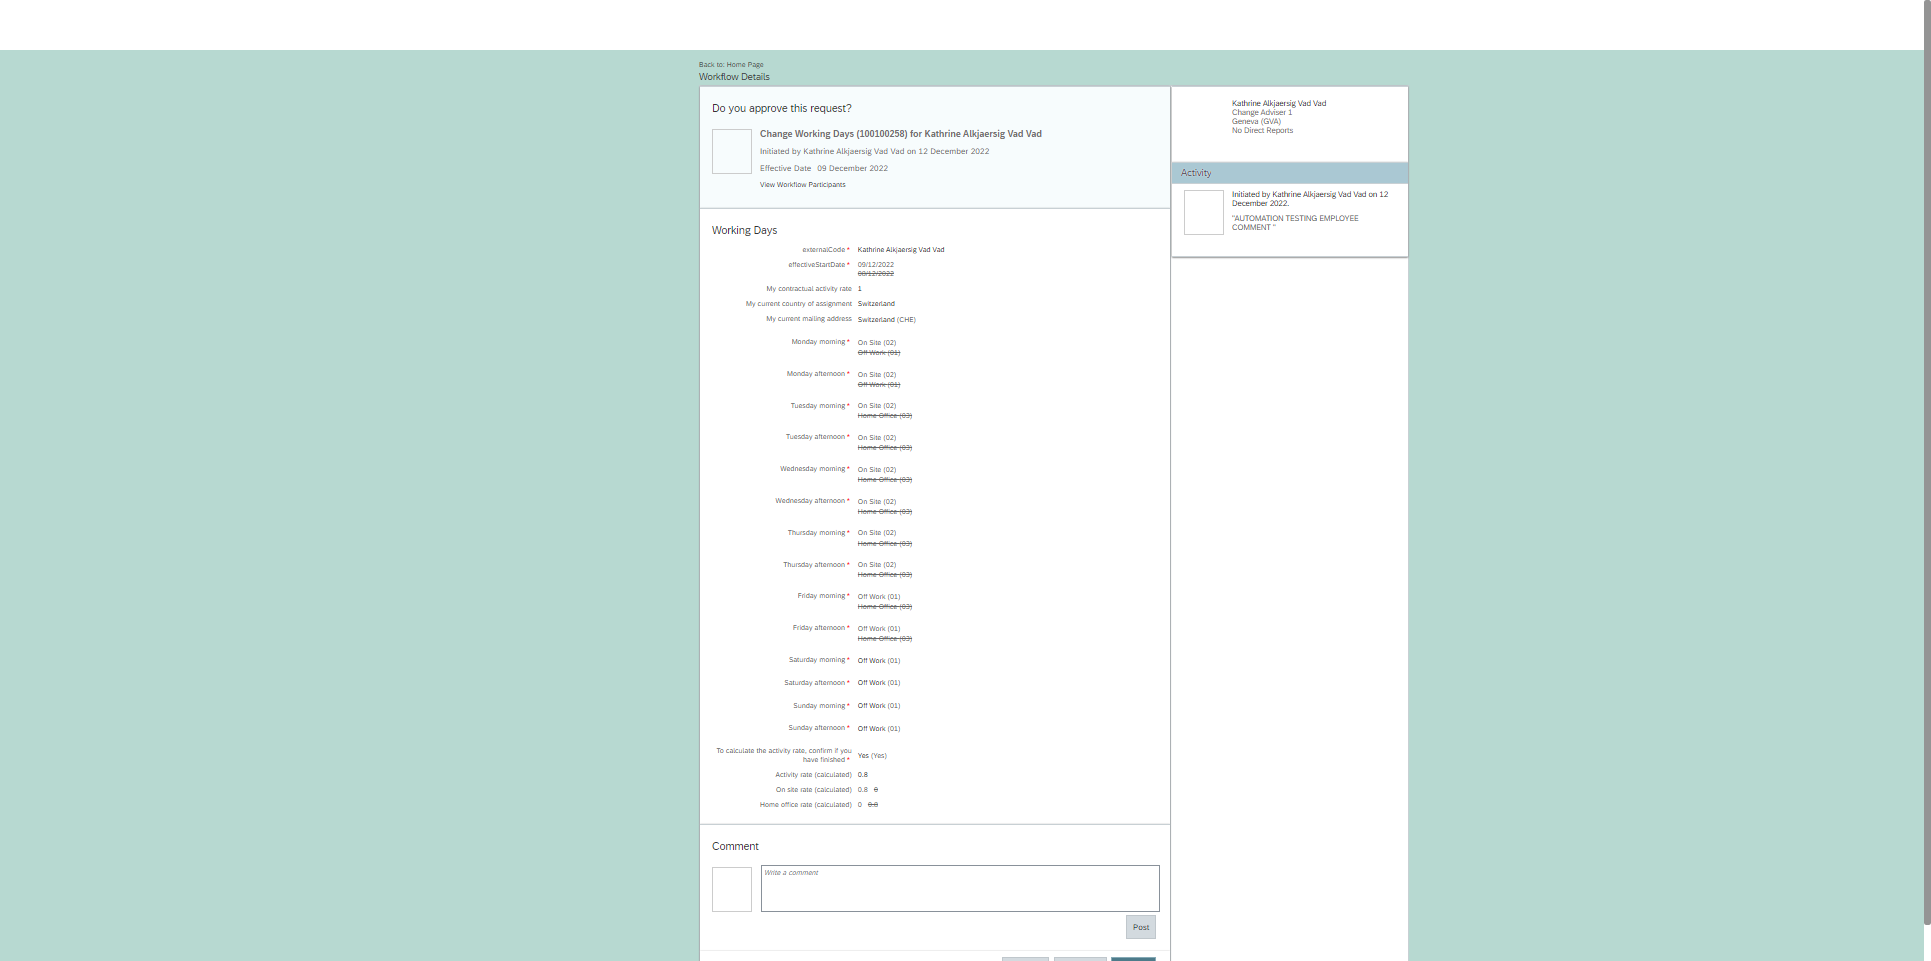 Back to: Home Page
Workflow Details
Do you approve this request?
Change Working Days (100100258) for Kathrine Alkjaersig Vad Vad
Initiated by Kathrine Alkjaersig Vad Vad on 12 December 2022
Effective Date 09 December 2022
View Workflow Participants
Working Days
externalCode * Kathrine Alkjaersig Vad Vad
effectiveStartDate * 09/12/2022
08/12/2022
My contractual activity rate 1
My current country of assignment Switzerland
My current mailing address Switzerland (CHE)
Monday morning * On Site (02)
Off Work (01)
Monday afternoon * On Site (02)
Off Work (01)
Tuesday morning * On Site (02)
Home Office (03)
Tuesday afternoon * On Site (02)
Home Office (03)
Wednesday morning * On Site (02)
Home Office (03)
Wednesday afternoon * On Site (02)
Home Office (03)
Thursday morning * On Site (02)
Home Office (03)
Thursday afternoon * On Site (02)
Home Office (03)
Friday morning * Off Work (01)
Home Office (03)
Friday afternoon * Off Work (01)
Home Office (03)
Saturday morning * Off Work (01)
Saturday afternoon * Off Work (01)
Sunday morning * Off Work (01)
Sunday afternoon * Off Work (01)
To calculate the activity rate, confirm if you
have finished * Yes (Yes)
Activity rate (calculated) 0.8
On site rate (calculated) 0.8 0
Home office rate (calculated) 0 0.8
Comment
Write a comment
Post
Kathrine Alkjaersig Vad Vad
Change Adviser 1
Geneva (GVA)
No Direct Reports
Activity
Initiated by Kathrine Alkjaersig Vad Vad on 12
December 2022.
"AUTOMATION TESTING EMPLOYEE
COMMENT "